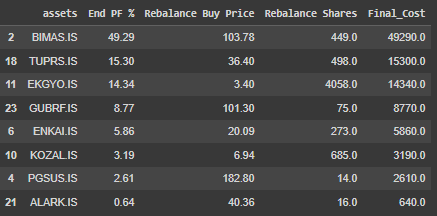 assets End PF % Rebalance Buy Price Rebalance Shares Final_Cost
2 BIMAS.IS 49.29 103.78 449.0 49290.0
18 TUPRS.IS 15.30 36.40 498.0 15300.0
11 EKGYO.IS 14.34 3.40 4058.0 14340.0
23 GUBRF.IS 8.77 101.30 75.0 8770.0
6 ENKAI.IS 5.86 20.09 273.0 5860.0
10 KOZAL.IS 3.19 6.94 685.0 3190.0
4 PGSUS.IS 2.61 182.80 14.0 2610.0
21 ALARK.IS 0.64 40.36 16.0 640.0